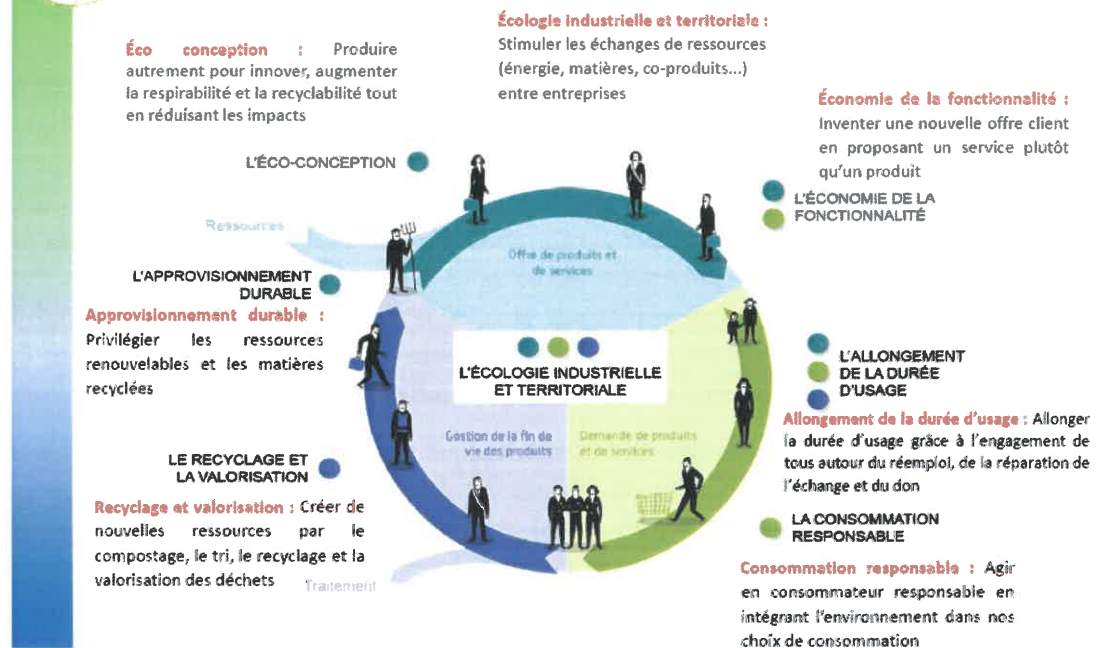 Éco conception : Produire
autrement pour innover, augmenter
la respirabilité et la recyclabilité tout
en réduisant les impacts
Écologie industrielle et territoriale :
Stimuler les échanges de ressources
(énergie, matières, co-produits...)
entre entreprises
Économie de la fonctionnalité :
Inventer une nouvelle offre client
en proposant un service plutôt
qu'un produit
L'ÉCO-CONCEPTION
L'ÉCONOMIE DE LA
FONCTIONNALITÉ
Ressources
Offre de produits et
de services
L'APPROVISIONNEMENT
DURABLE
Approvisionnement durable :
Privilégier les ressources
renouvelables et les matières
recyclées
L'ÉCOLOGIE INDUSTRIELLE
ET TERRITORIALE
L'ALLONGEMENT
DE LA DURÉE
D'USAGE
Allongement de la durée d'usage : Allonger
la durée d'usage grâce à l'engagement de
tous autour du réemploi, de la réparation de
l'échange et du don
Gestion de la fin de
vie des produits
Demande de produits
et de services
LE RECYCLAGE ET
LA VALORISATION
Recyclage et valorisation : Créer de
nouvelles ressources par le
compostage, le tri, le recyclage et la
valorisation des déchets
Traitement
LA CONSOMMATION
RESPONSABLE
Consommation responsable : Agir
en consommateur responsable en
intégrant l'environnement dans nos
choix de consommation